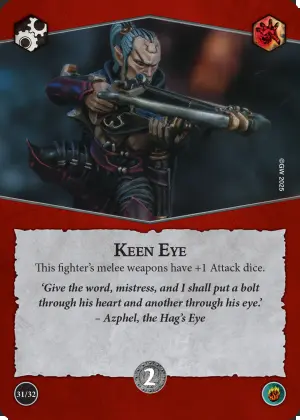 ©GW 2025
KEEN EYE
This fighter's melee weapons have +1 Attack dice.
'Give the word, mistress, and I shall put a bolt
through his heart and another through his eye.'
– Azphel, the Hag's Eye
2
31/32